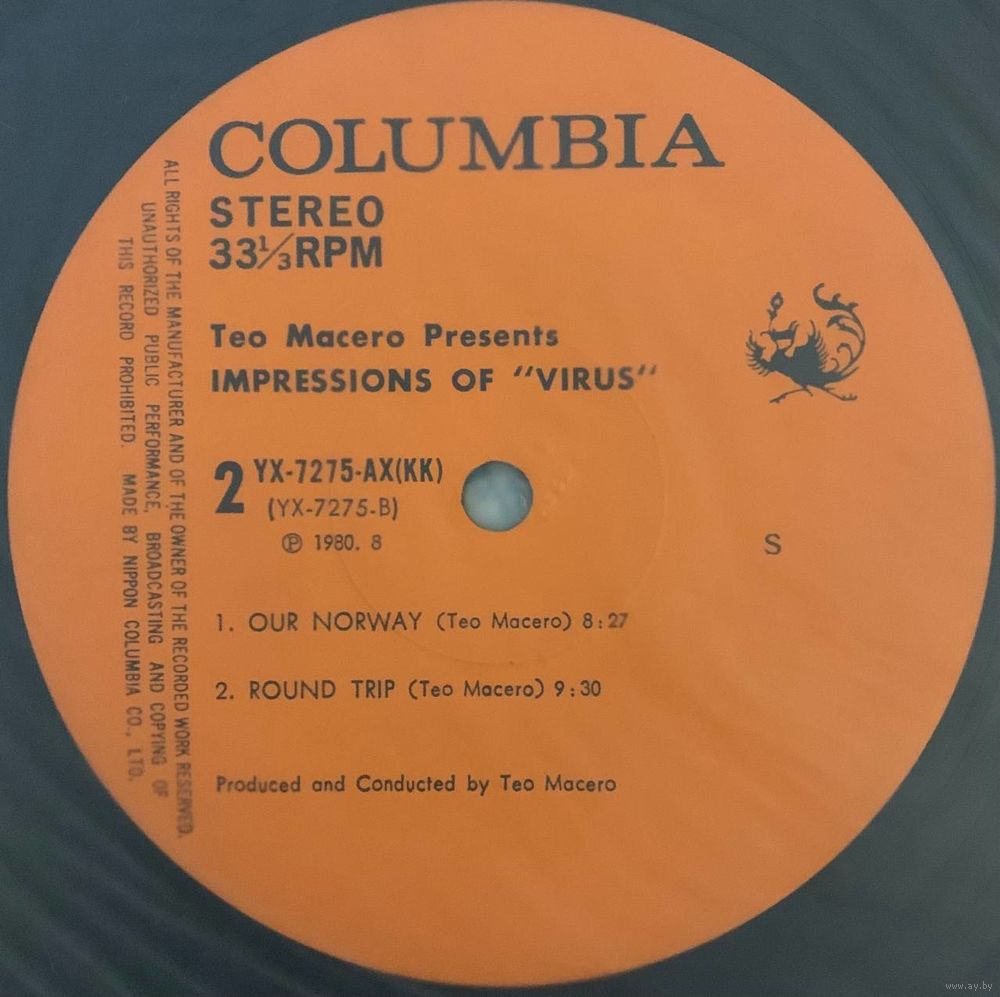 COLUMBIA
STEREO
33⅓RPM
Teo Macero Presents
IMPRESSIONS OF "VIRUS"
2 YX-7275-AX(KK)
(YX-7275-B)
Ⓟ 1980. 8
S
1. OUR NORWAY (Teo Macero) 8:27
2. ROUND TRIP (Teo Macero) 9:30
Produced and Conducted by Teo Macero
ALL RIGHTS OF THE MANUFACTURER AND OF THE OWNER OF THE RECORDED WORK RESERVED.
UNAUTHORIZED PUBLIC PERFORMANCE, BROADCASTING AND COPYING OF
THIS RECORD PROHIBITED. MADE BY NIPPON COLUMBIA CO., LTD.
www.ay.by